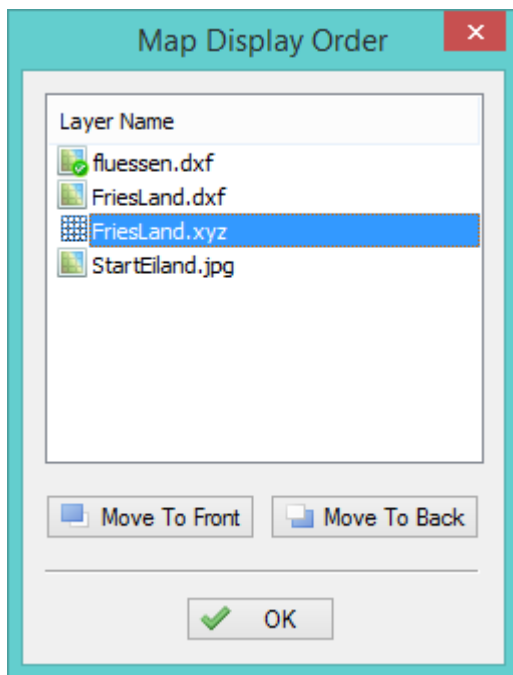 Map Display Order
Layer Name
fluessen.dxf
FriesLand.dxf
FriesLand.xyz
StartEiland.jpg
Move To Front
Move To Back
OK